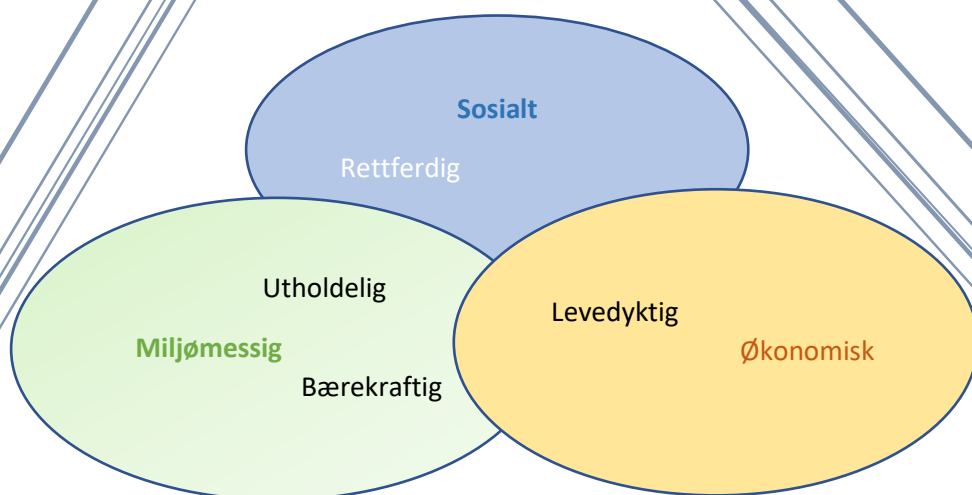 Sosialt
Rettferdig
Utholdelig
Levedyktig
Miljømessig
Økonomisk
Bærekraftig